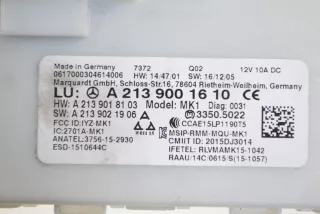 Made in Germany 7372 Q02 12V 10A DC
0617000304614006 HW: 14.47.01 SW: 16/12/05
Marquardt GmbH, Schloss-Str.16, 78604 Rietheim-Weilheim, Germany
LU: A 213 900 16 10 CE
HW: A 213 901 81 03 Model: MK1 Diag: 0031
SW: A 213 902 19 06 3350.5022
FCC ID:IYZ-MK1 CCAE15LP1190T5
IC:2701A-MK1 MSIP-RMM-MQU-MK1
ANATEL:3756-15-2930 CMIIT ID: 2015DJ3014
ESD-1510644C IFETEL: RLVMAMK15-1042
RAAU:14C:0615/S(15-1057)